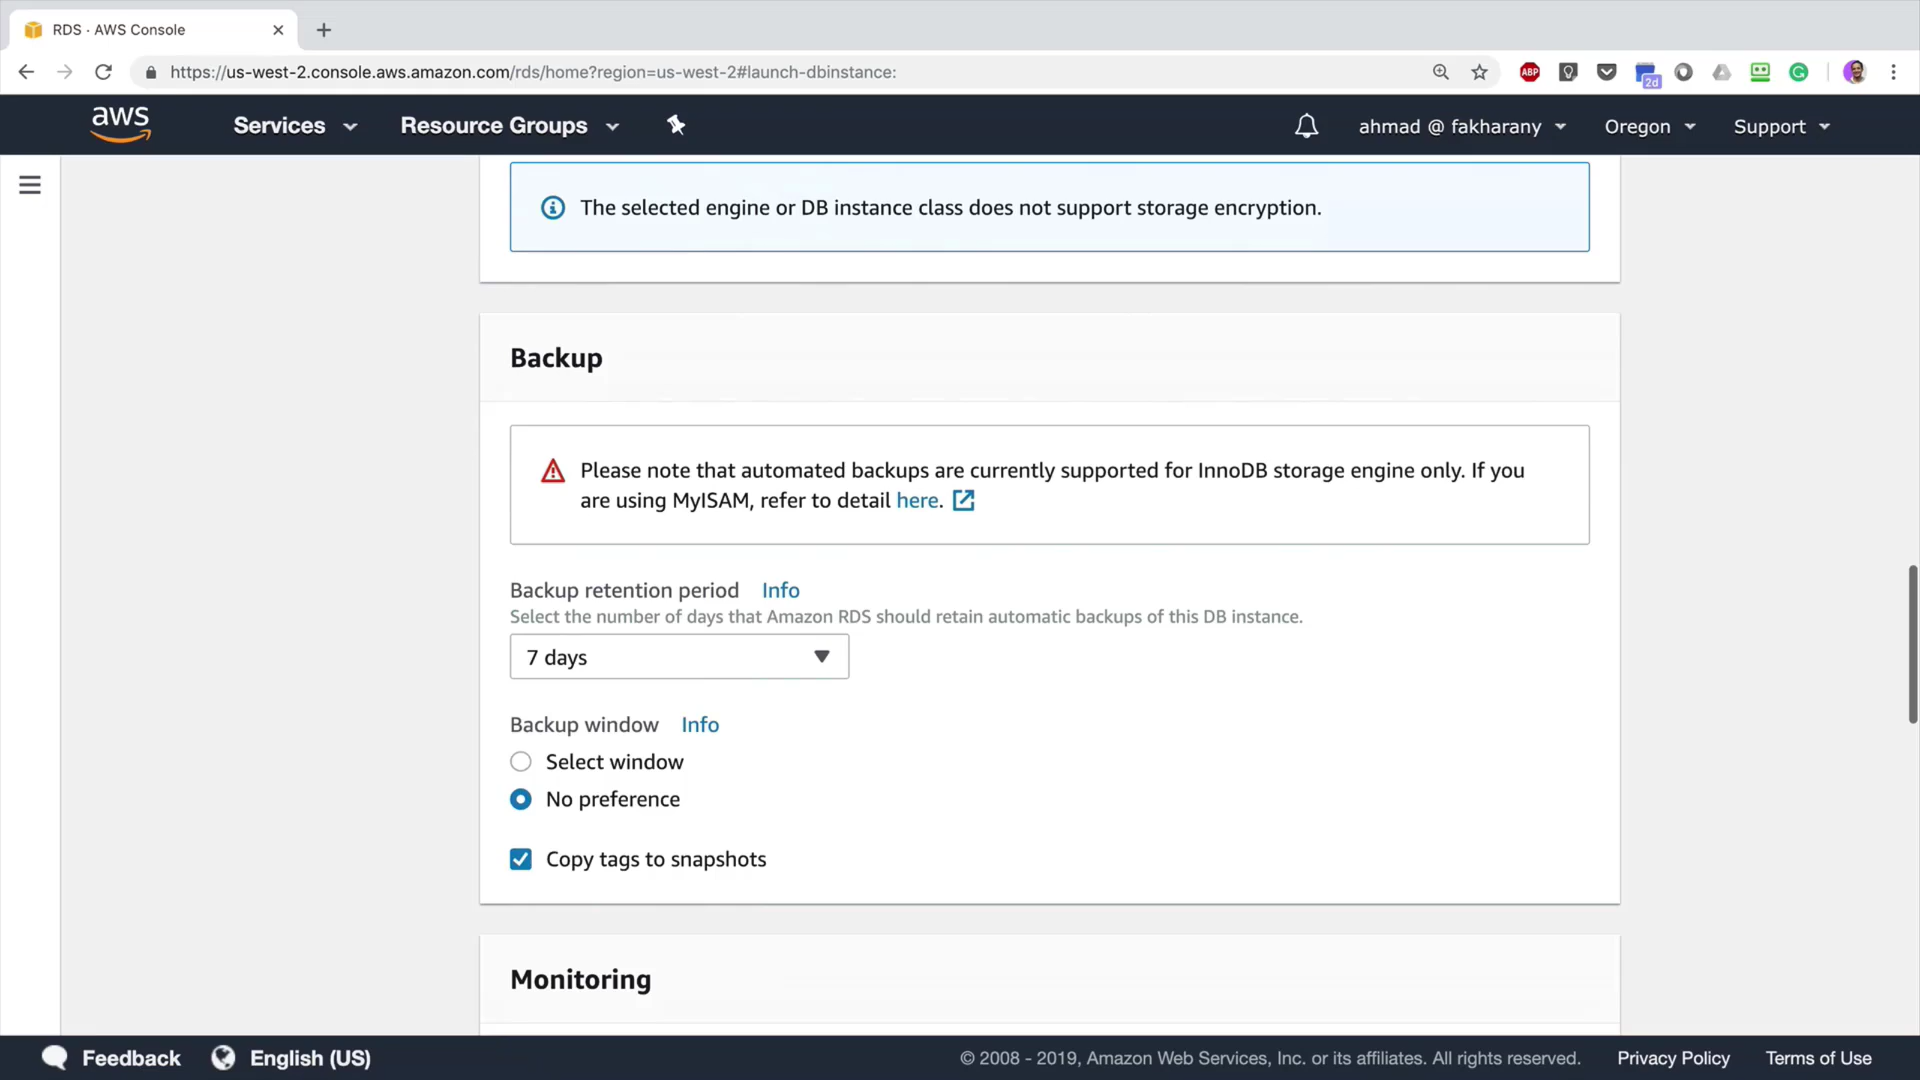 RDS · AWS Console
https://us-west-2.console.aws.amazon.com/rds/home?region=us-west-2#launch-dbinstance:
ABP
2d
aws
Services
Resource Groups
ahmad @ fakharany
Oregon
Support
The selected engine or DB instance class does not support storage encryption.
Backup
Please note that automated backups are currently supported for InnoDB storage engine only. If you
are using MyISAM, refer to detail here.
Backup retention period Info
Select the number of days that Amazon RDS should retain automatic backups of this DB instance.
7 days
Backup window Info
Select window
No preference
Copy tags to snapshots
Monitoring
Feedback
English (US)
© 2008 - 2019, Amazon Web Services, Inc. or its affiliates. All rights reserved.
Privacy Policy
Terms of Use